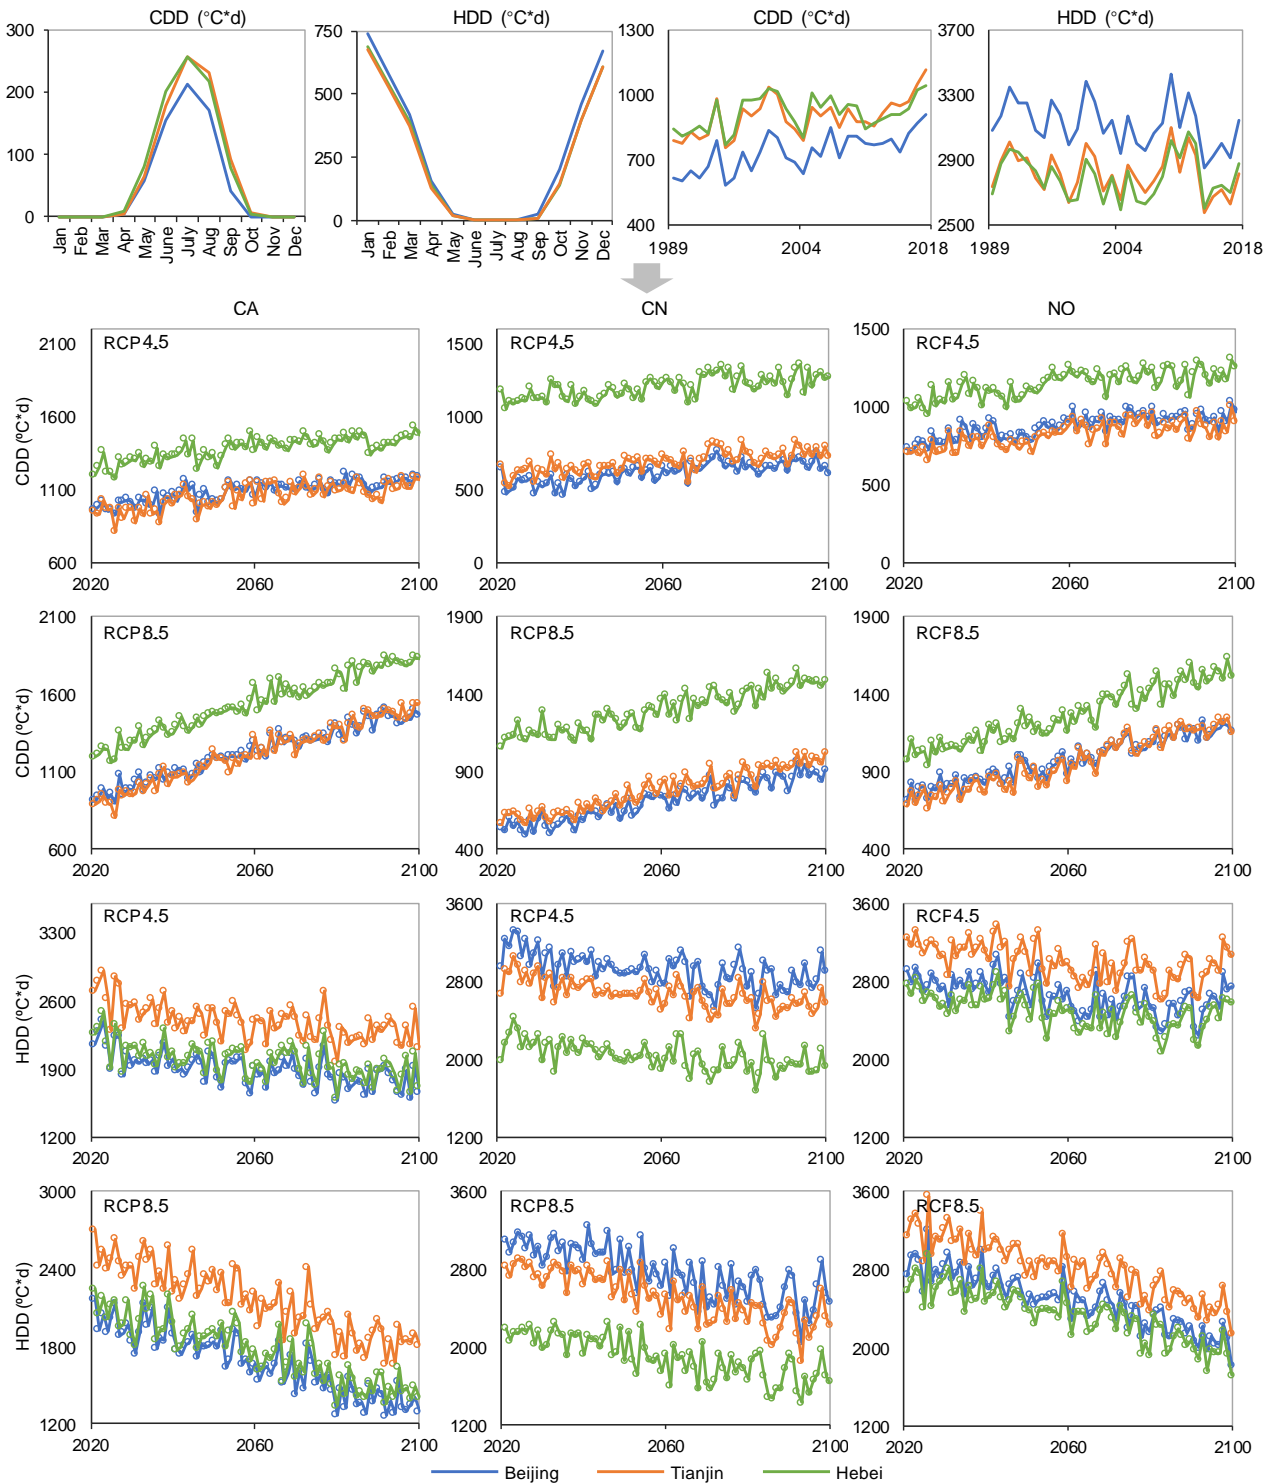 CDD (°C*d) HDD (°C*d) CDD (°C*d) HDD (°C*d)
300 750 1300 3700
200 500 1000 3300
100 250 700 2900
0 0 400 2500
Jan Feb Mar Apr May June July Aug Sep Oct Nov Dec
Jan Feb Mar Apr May June July Aug Sep Oct Nov Dec
1989 2004 2018 1989 2004 2018
CA CN NO
CDD (ºC*d)
2100 1600 1100 600
RCP4.5
2020 2060 2100
1500 1000 500 0
RCP4.5
2020 2060 2100
1500 1000 500 0
RCP4.5
2020 2060 2100
CDD (ºC*d)
2100 1600 1100 600
RCP8.5
2020 2060 2100
1900 1400 900 400
RCP8.5
2020 2060 2100
1900 1400 900 400
RCP8.5
2020 2060 2100
HDD (ºC*d)
3300 2600 1900 1200
RCP4.5
2020 2060 2100
3600 2800 2000 1200
RCP4.5
2020 2060 2100
3600 2800 2000 1200
RCP4.5
2020 2060 2100
HDD (ºC*d)
3000 2400 1800 1200
RCP8.5
2020 2060 2100
3600 2800 2000 1200
RCP8.5
2020 2060 2100
3600 2800 2000 1200
RCP8.5
2020 2060 2100
Beijing Tianjin Hebei